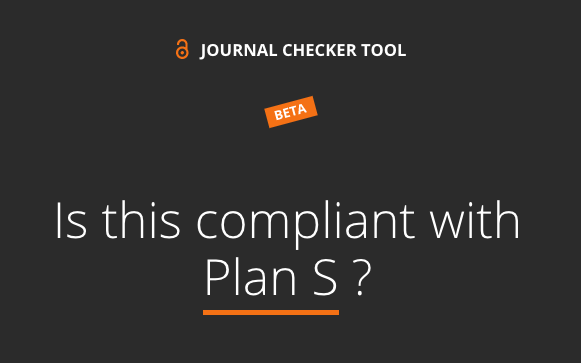 JOURNAL CHECKER TOOL
BETA
Is this compliant with
Plan S ?